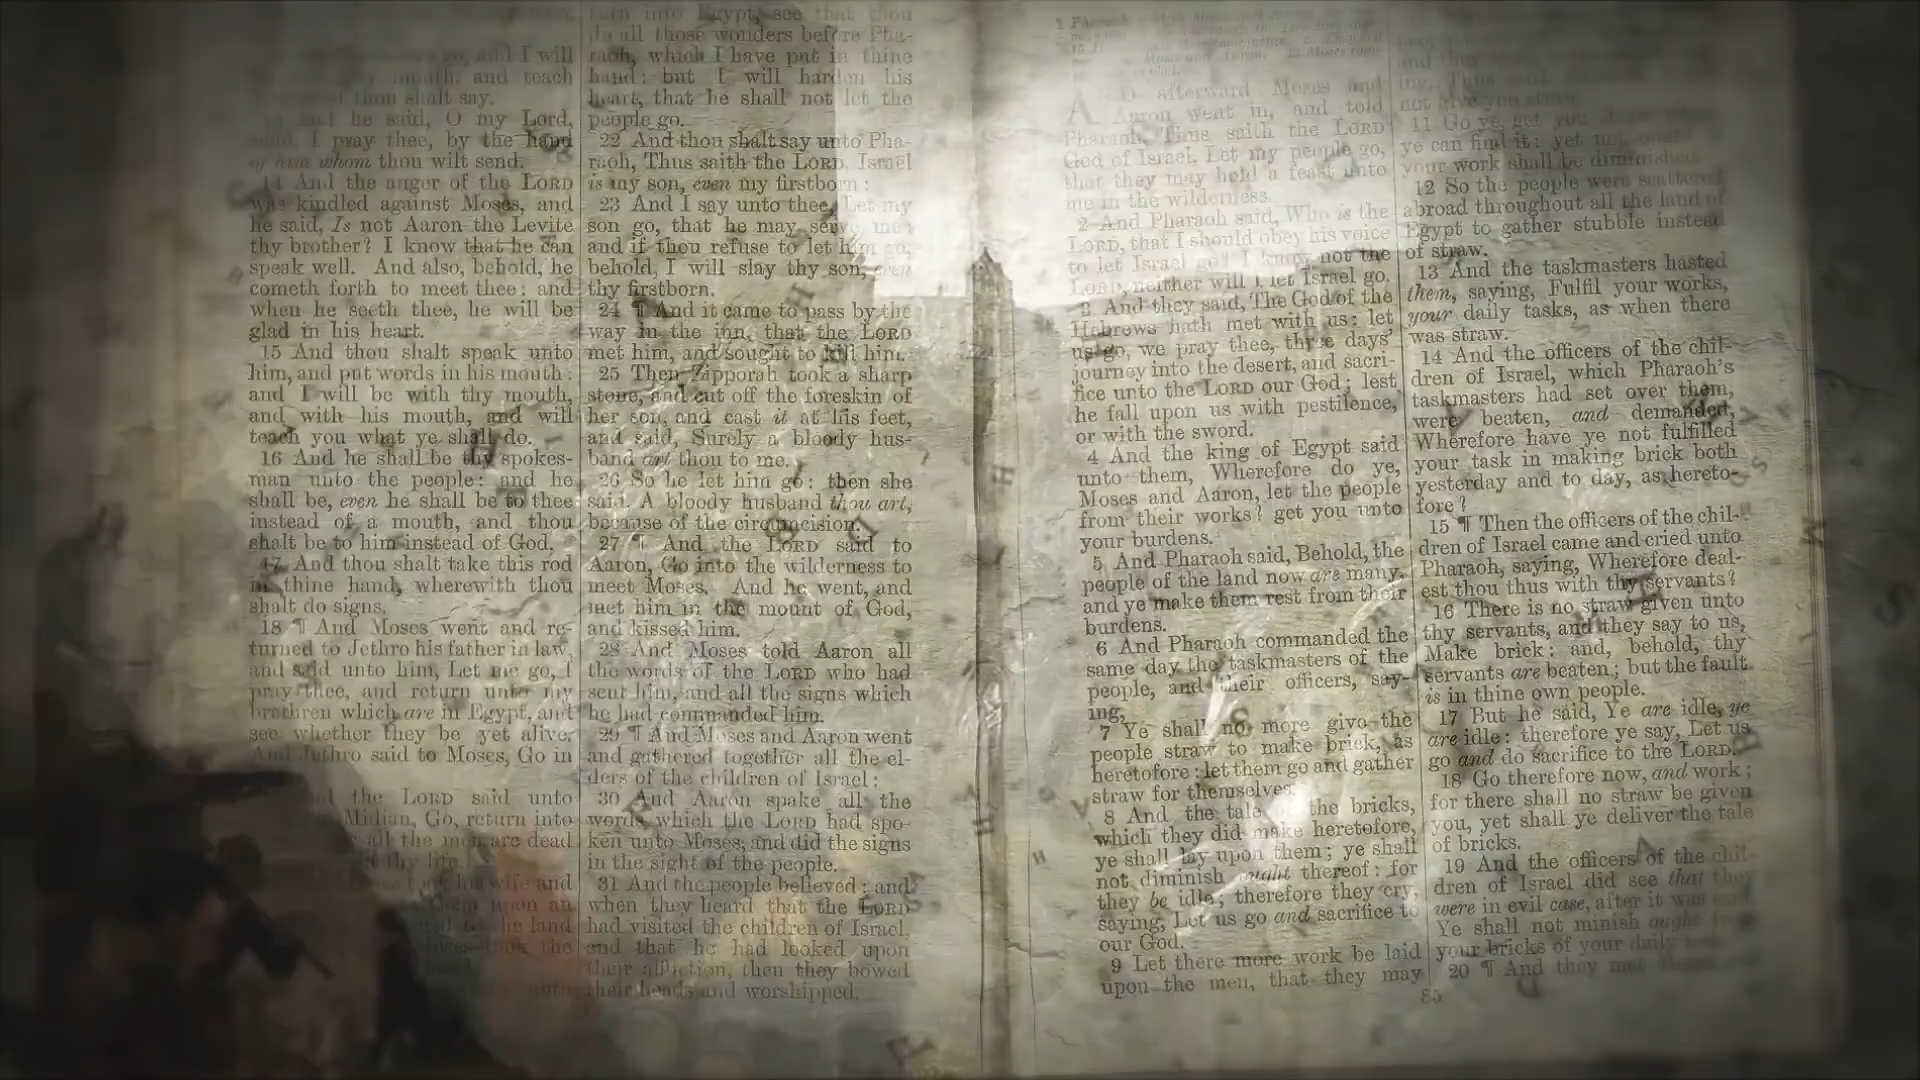 and I will
mouth, and teach
thou shalt say.
And he said, O my Lord,
I pray thee, by the hand
of him whom thou wilt send.
14 And the anger of the LORD
was kindled against Moses, and
he said, Is not Aaron the Levite
thy brother? I know that he can
speak well. And also, behold, he
cometh forth to meet thee: and
when he seeth thee, he will be
glad in his heart.
15 And thou shalt speak unto
him, and put words in his mouth:
and I will be with thy mouth,
and with his mouth, and will
teach you what ye shall do.
16 And he shall be thy spokes-
man unto the people: and he
shall be, even he shall be to thee
instead of a mouth, and thou
shalt be to him instead of God.
17 And thou shalt take this rod
in thine hand, wherewith thou
shalt do signs.
18 ¶ And Moses went and re-
turned to Jethro his father in law,
and said unto him, Let me go, I
pray thee, and return unto my
brethren which are in Egypt, and
see whether they be yet alive.
And Jethro said to Moses, Go in
the LORD said unto
Midian, Go, return into
all the men are dead
thy life
his wife and
them upon an
to the land
took the
turn into Egypt, see that thou
do all those wonders before Pha-
raoh, which I have put in thine
hand: but I will harden his
heart, that he shall not let the
people go.
22 And thou shalt say unto Pha-
raoh, Thus saith the LORD, Israel
is my son, even my firstborn:
23 And I say unto thee, Let my
son go, that he may serve me:
and if thou refuse to let him go,
behold, I will slay thy son, even
thy firstborn.
24 ¶ And it came to pass by the
way in the inn, that the LORD
met him, and sought to kill him.
25 Then Zipporah took a sharp
stone, and cut off the foreskin of
her son, and cast it at his feet,
and said, Surely a bloody hus-
band art thou to me.
26 So he let him go: then she
said, A bloody husband thou art,
because of the circumcision.
27 ¶ And the LORD said to
Aaron, Go into the wilderness to
meet Moses. And he went, and
met him in the mount of God,
and kissed him.
28 And Moses told Aaron all
the words of the LORD who had
sent him, and all the signs which
he had commanded him.
29 ¶ And Moses and Aaron went
and gathered together all the el-
ders of the children of Israel:
30 And Aaron spake all the
words which the LORD had spo-
ken unto Moses, and did the signs
in the sight of the people.
31 And the people believed: and
when they heard that the LORD
had visited the children of Israel,
and that he had looked upon
their affliction, then they bowed
their heads and worshipped.
1 Pharaoh
AND afterward Moses and
Aaron went in, and told
Pharaoh, Thus saith the LORD
God of Israel, Let my people go,
that they may hold a feast unto
me in the wilderness.
2 And Pharaoh said, Who is the
LORD, that I should obey his voice
to let Israel go? I know not the
LORD, neither will I let Israel go.
3 And they said, The God of the
Hebrews hath met with us: let
us go, we pray thee, three days'
journey into the desert, and sacri-
fice unto the LORD our God; lest
he fall upon us with pestilence,
or with the sword.
4 And the king of Egypt said
unto them, Wherefore do ye,
Moses and Aaron, let the people
from their works? get you unto
your burdens.
5 And Pharaoh said, Behold, the
people of the land now are many,
and ye make them rest from their
burdens.
6 And Pharaoh commanded the
same day the taskmasters of the
people, and their officers, say-
ing,
7 Ye shall no more give the
people straw to make brick, as
heretofore: let them go and gather
straw for themselves.
8 And the tale of the bricks,
which they did make heretofore,
ye shall lay upon them; ye shall
not diminish ought thereof: for
they be idle; therefore they cry,
saying, Let us go and sacrifice to
our God.
9 Let there more work be laid
upon the men, that they may
not give you straw.
11 Go ye, get you
ye can find it: yet not
your work shall be diminished.
12 So the people were scattered
abroad throughout all the land of
Egypt to gather stubble instead
of straw.
13 And the taskmasters hasted
them, saying, Fulfil your works,
your daily tasks, as when there
was straw.
14 And the officers of the chil-
dren of Israel, which Pharaoh's
taskmasters had set over them,
were beaten, and demanded,
Wherefore have ye not fulfilled
your task in making brick both
yesterday and to day, as hereto-
fore?
15 ¶ Then the officers of the chil-
dren of Israel came and cried unto
Pharaoh, saying, Wherefore deal-
est thou thus with thy servants?
16 There is no straw given unto
thy servants, and they say to us,
Make brick: and, behold, thy
servants are beaten; but the fault
is in thine own people.
17 But he said, Ye are idle, ye
are idle: therefore ye say, Let us
go and do sacrifice to the LORD.
18 Go therefore now, and work;
for there shall no straw be given
you, yet shall ye deliver the tale
of bricks.
19 And the officers of the chil-
dren of Israel did see that they
were in evil case, after it was
Ye shall not minish ought
your bricks of your daily
20 ¶ And they met Moses
85